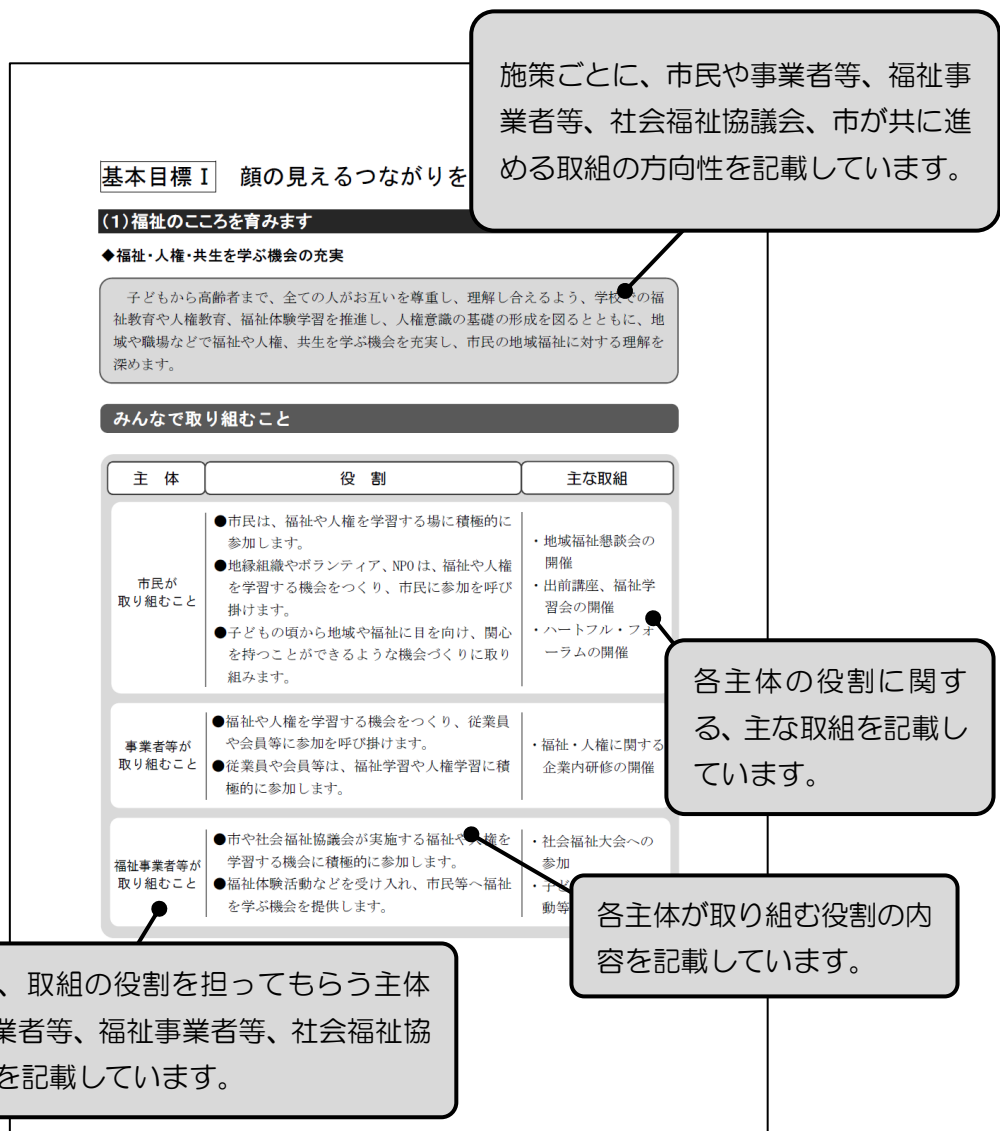 施策ごとに、市民や事業者等、福祉事
業者等、社会福祉協議会、市が共に進
める取組の方向性を記載しています。
基本目標Ⅰ 顔の見えるつながりを
(1)福祉のこころを育みます
◆福祉・人権・共生を学ぶ機会の充実
子どもから高齢者まで、全ての人がお互いを尊重し、理解し合えるよう、学校での福
祉教育や人権教育、福祉体験学習を推進し、人権意識の基礎の形成を図るとともに、地
域や職場などで福祉や人権、共生を学ぶ機会を充実し、市民の地域福祉に対する理解を
深めます。
みんなで取り組むこと
主 体 役 割 主な取組
市民が
取り組むこと
●市民は、福祉や人権を学習する場に積極的に
参加します。
●地縁組織やボランティア、NPOは、福祉や人権
を学習する機会をつくり、市民に参加を呼び
掛けます。
●子どもの頃から地域や福祉に目を向け、関心
を持つことができるような機会づくりに取り
組みます。
・地域福祉懇談会の
開催
・出前講座、福祉学
習会の開催
・ハートフル・フォ
ーラムの開催
各主体の役割に関す
る、主な取組を記載し
ています。
事業者等が
取り組むこと
●福祉や人権を学習する機会をつくり、従業員
や会員等に参加を呼び掛けます。
●従業員や会員等は、福祉学習や人権学習に積
極的に参加します。
・福祉・人権に関する
企業内研修の開催
福祉事業者等が
取り組むこと
●市や社会福祉協議会が実施する福祉や人権を
学習する機会に積極的に参加します。
●福祉体験活動などを受け入れ、市民等へ福祉
を学ぶ機会を提供します。
・社会福祉大会への
参加
・子ど
動等
各主体が取り組む役割の内
容を記載しています。
、取組の役割を担ってもらう主体
業者等、福祉事業者等、社会福祉協
を記載しています。